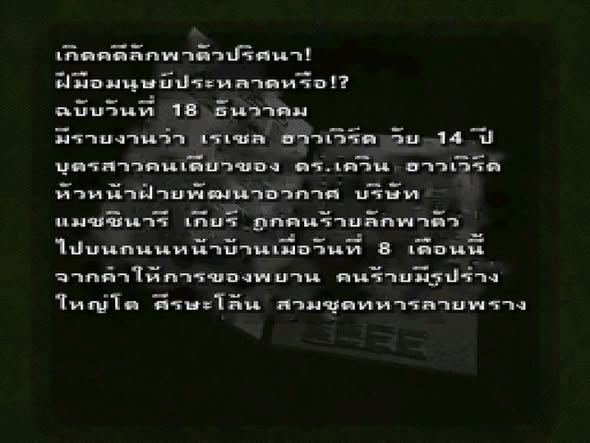 เกิดคดีลักพาตัวปริศนา!
ฝีมือมนุษย์ประหลาดหรือ!?
ฉบับวันที่ 18 ธันวาคม
มีรายงานว่า เรเชล ฮาวเวิร์ด วัย 14 ปี
บุตรสาวคนเดียวของ ดร.เควิน ฮาวเวิร์ด
หัวหน้าฝ่ายพัฒนาอวกาศ บริษัท
แมชชินารี เกียร์ ถูกคนร้ายลักพาตัว
ไปบนถนนหน้าบ้านเมื่อวันที่ 8 เดือนนี้
จากคำให้การของพยาน คนร้ายมีรูปร่าง
ใหญ่โต ศีรษะโล้น สวมชุดทหารลายพราง